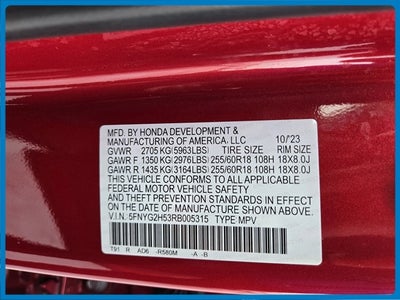 MFD. BY HONDA DEVELOPMENT &
MANUFACTURING OF AMERICA, LLC 10/'23
GVWR 2705 KG(5963LBS) TIRE SIZE RIM SIZE
GAWR F 1350 KG(2976LBS) 255/60R18 108H 18X8.0J
GAWR R 1435 KG(3164LBS) 255/60R18 108H 18X8.0J
THIS VEHICLE CONFORMS TO ALL APPLICABLE
FEDERAL MOTOR VEHICLE SAFETY
AND THEFT PREVENTION STANDARDS IN EFFECT
ON THE DATE OF MANUFACTURE SHOWN ABOVE.
V.I.N. 5FNYG2H53RB005315 TYPE MPV
T91 R AD6 -R580M -A -B